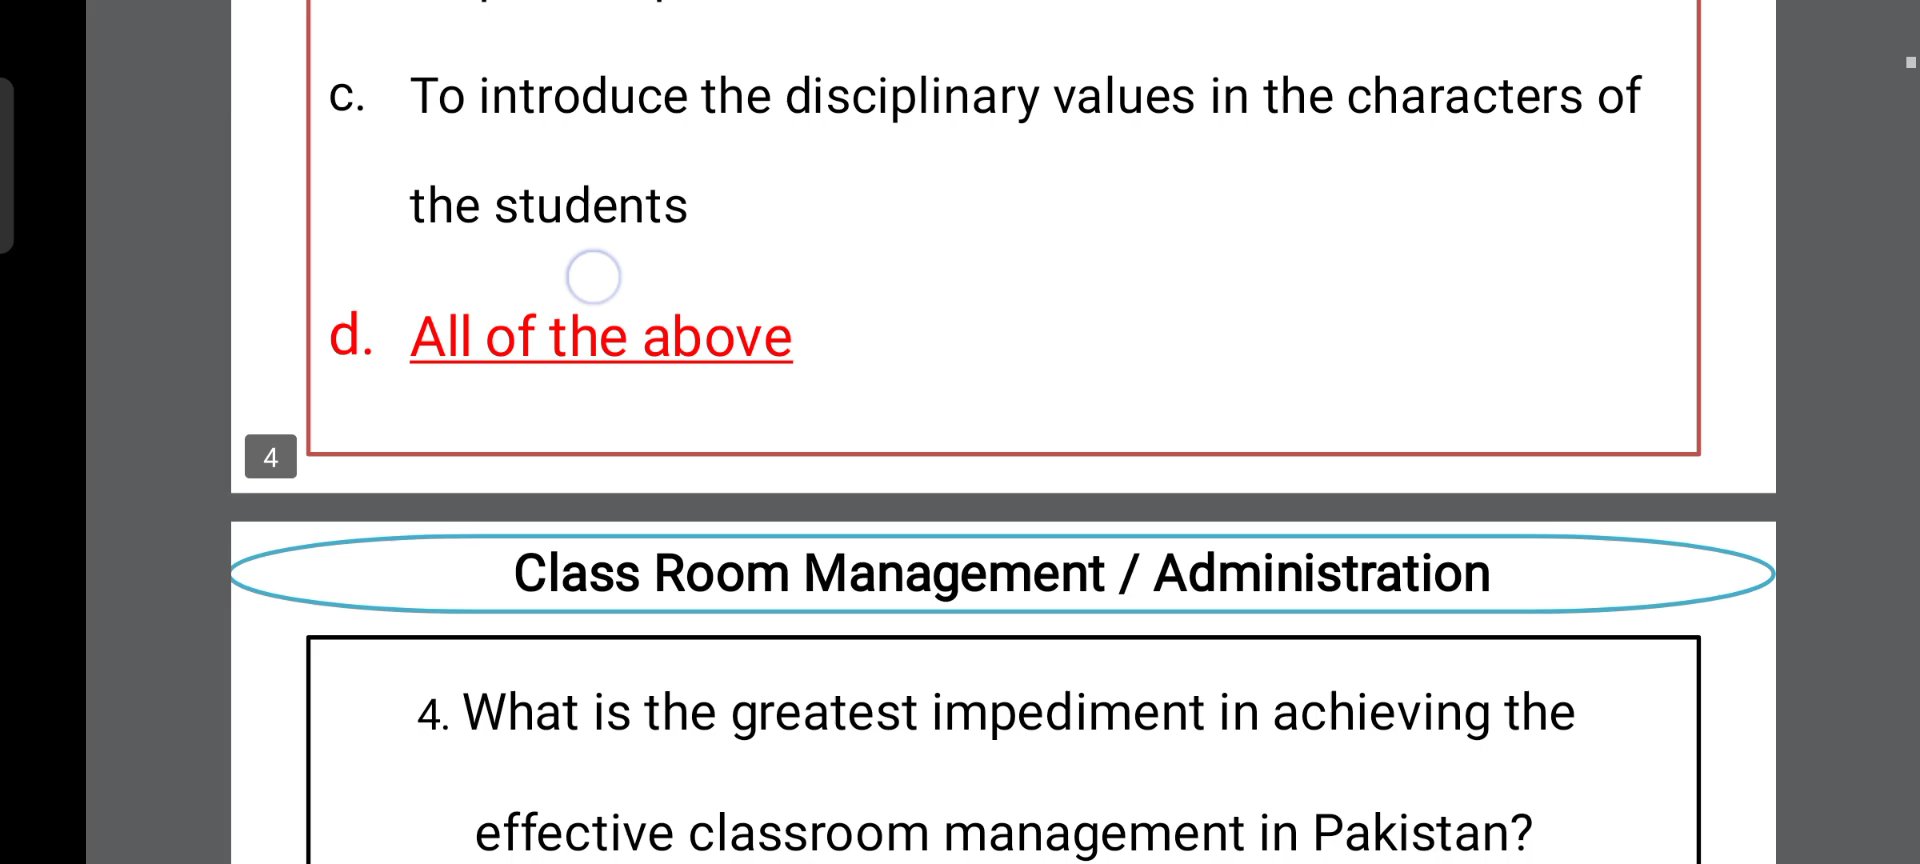 c. To introduce the disciplinary values in the characters of
the students
d. All of the above
4
Class Room Management / Administration
4. What is the greatest impediment in achieving the
effective classroom management in Pakistan?